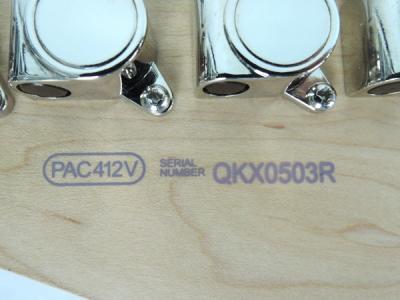 PAC412V
SERIAL
NUMBER
QKX0503R